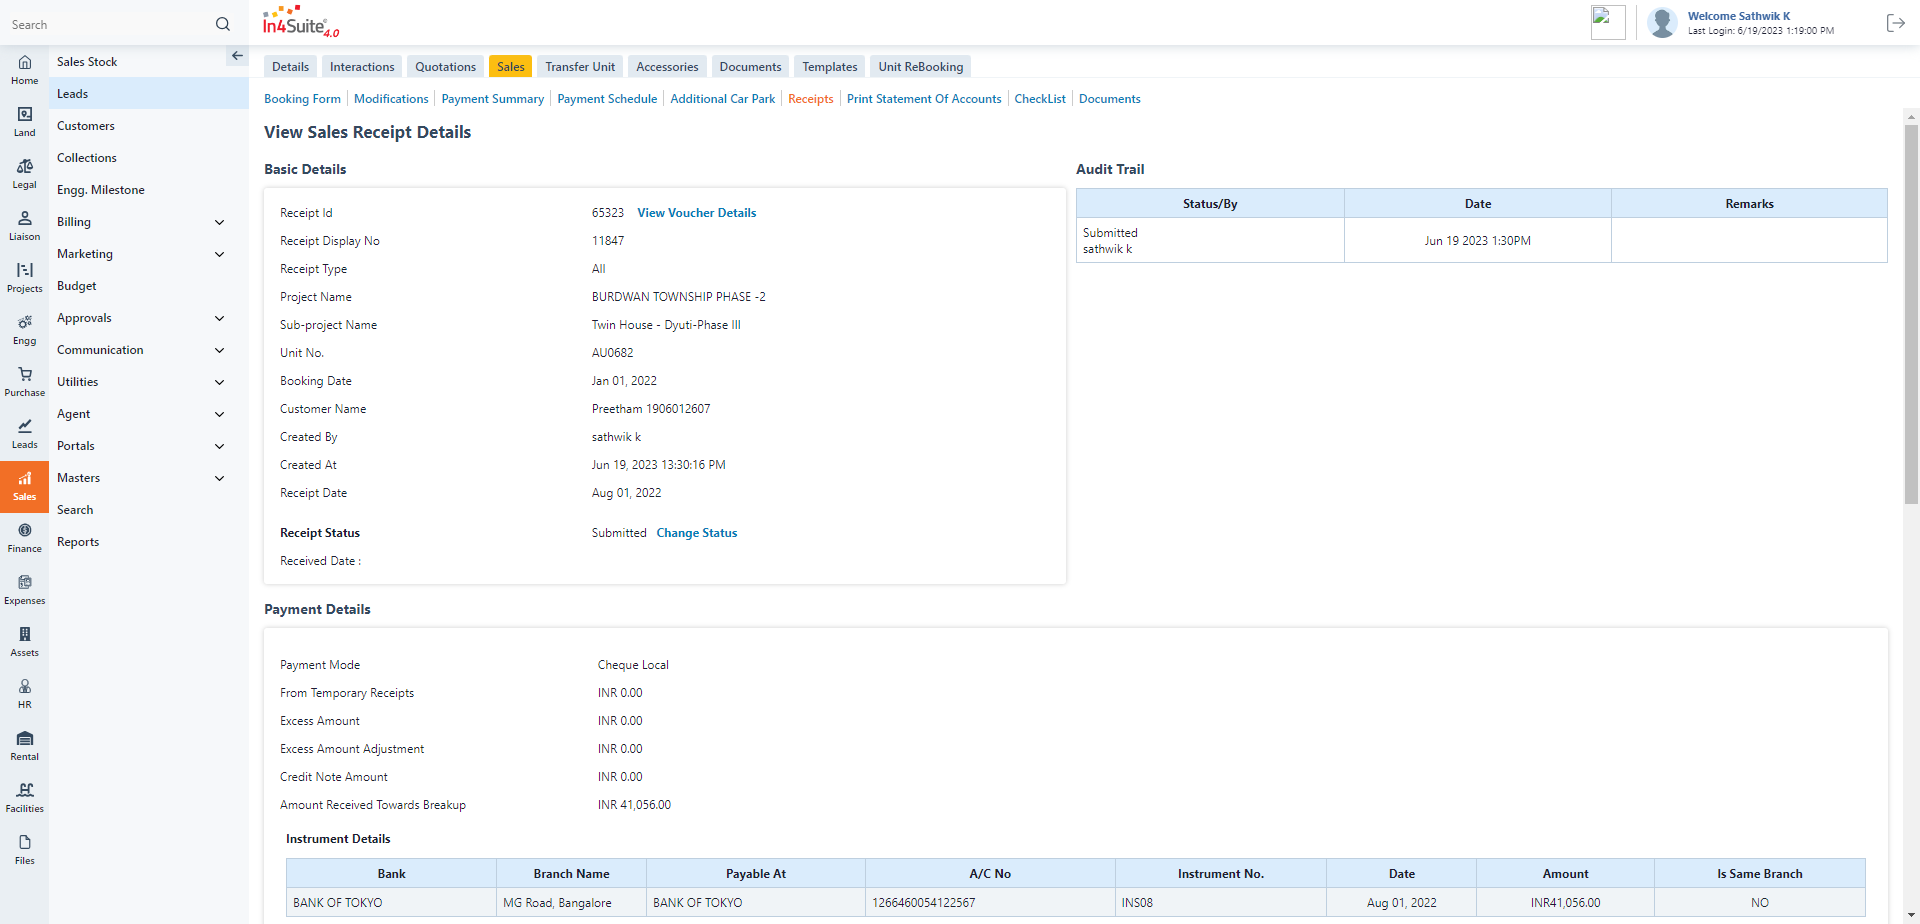 Search
In4Suite® 4.0
Welcome Sathwik K
Last Login: 6/19/2023 1:19:00 PM
Home
Land
Legal
Liaison
Projects
Engg
Purchase
Leads
Sales
Finance
Expenses
Assets
HR
Rental
Facilities
Files
Sales Stock
Leads
Customers
Collections
Engg. Milestone
Billing
Marketing
Budget
Approvals
Communication
Utilities
Agent
Portals
Masters
Search
Reports
Details Interactions Quotations Sales Transfer Unit Accessories Documents Templates Unit ReBooking
Booking Form Modifications Payment Summary Payment Schedule Additional Car Park Receipts Print Statement Of Accounts CheckList Documents
View Sales Receipt Details
Basic Details
Receipt Id 65323 View Voucher Details
Receipt Display No 11847
Receipt Type All
Project Name BURDWAN TOWNSHIP PHASE -2
Sub-project Name Twin House - Dyuti-Phase III
Unit No. AU0682
Booking Date Jan 01, 2022
Customer Name Preetham 1906012607
Created By sathwik k
Created At Jun 19, 2023 13:30:16 PM
Receipt Date Aug 01, 2022
Receipt Status Submitted Change Status
Received Date :
Audit Trail
Status/By Date Remarks
Submitted
sathwik k
Jun 19 2023 1:30PM
Payment Details
Payment Mode Cheque Local
From Temporary Receipts INR 0.00
Excess Amount INR 0.00
Excess Amount Adjustment INR 0.00
Credit Note Amount INR 0.00
Amount Received Towards Breakup INR 41,056.00
Instrument Details
Bank Branch Name Payable At A/C No Instrument No. Date Amount Is Same Branch
BANK OF TOKYO MG Road, Bangalore BANK OF TOKYO 1266460054122567 INS08 Aug 01, 2022 INR41,056.00 NO